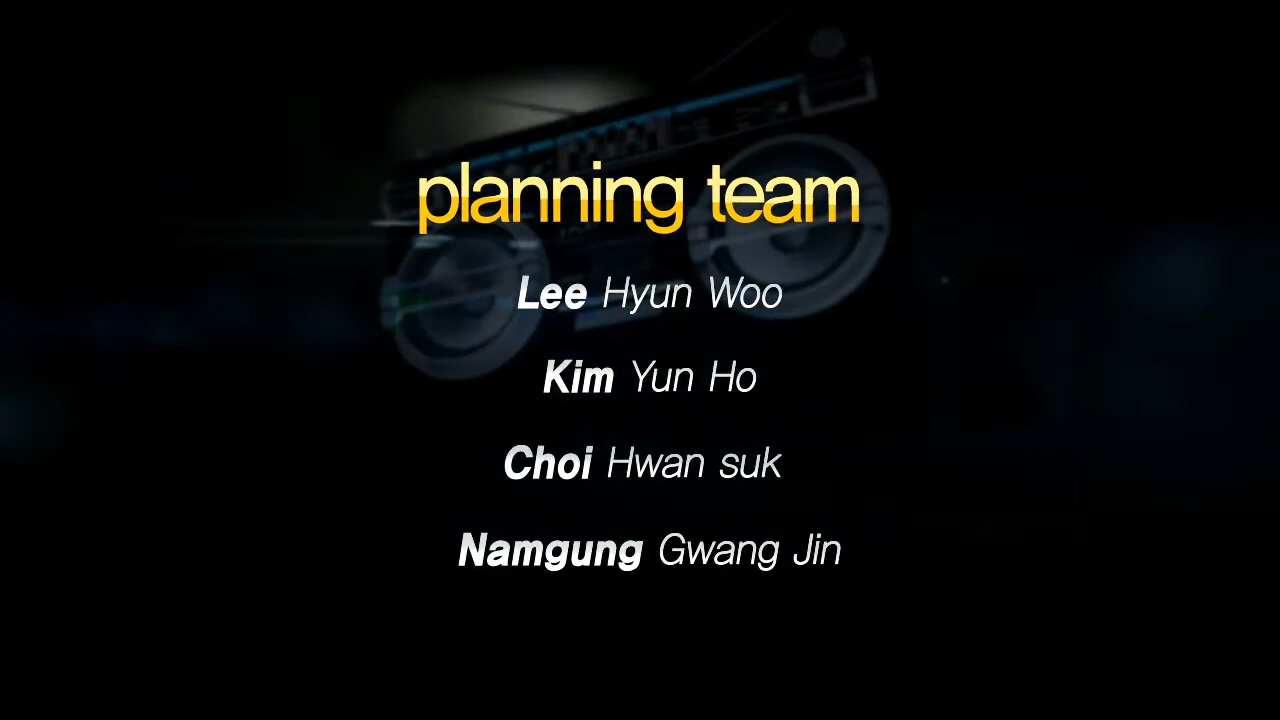 planning team
Lee Hyun Woo
Kim Yun Ho
Choi Hwan suk
Namgung Gwang Jin